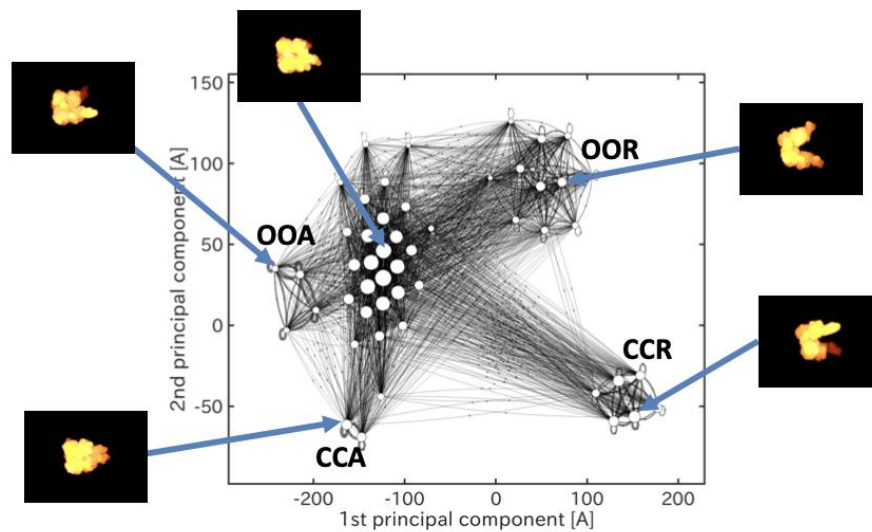 150
100
50
0
-50
2nd principal component [A]
OOA
OOR
CCR
CCA
-200
-100
0
100
200
1st principal component [A]